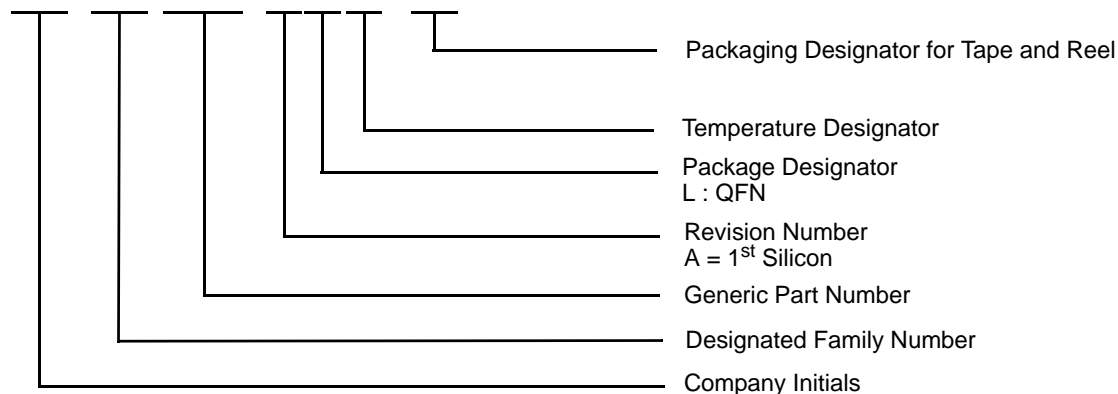 Packaging Designator for Tape and Reel
Temperature Designator
Package Designator
L : QFN
Revision Number
A = 1st Silicon
Generic Part Number
Designated Family Number
Company Initials